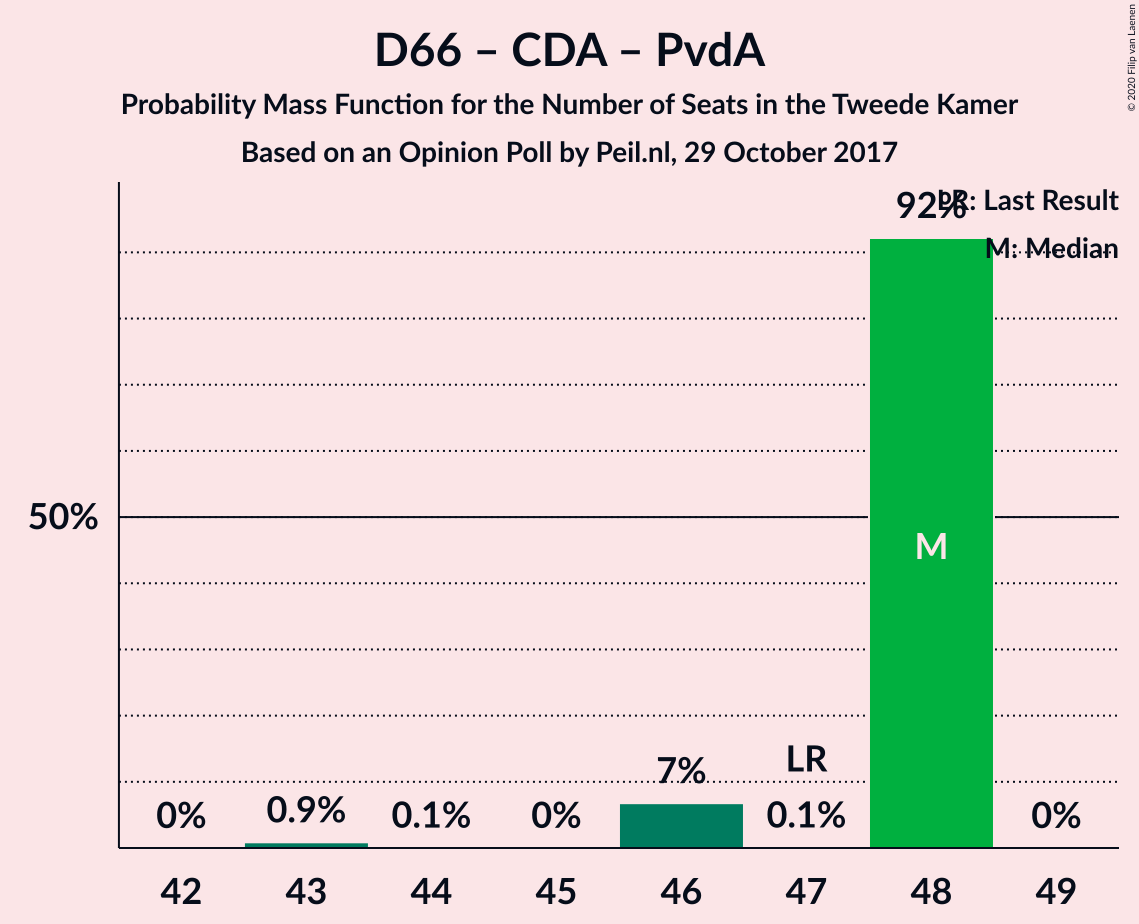 D66 – CDA – PvdA
Probability Mass Function for the Number of Seats in the Tweede Kamer
Based on an Opinion Poll by Peil.nl, 29 October 2017
© 2020 Filip van Laenen
LR: Last Result
M: Median
92%
50%
M
LR
7%
0%
0.9%
0.1%
0%
0.1%
0%
42 43 44 45 46 47 48 49